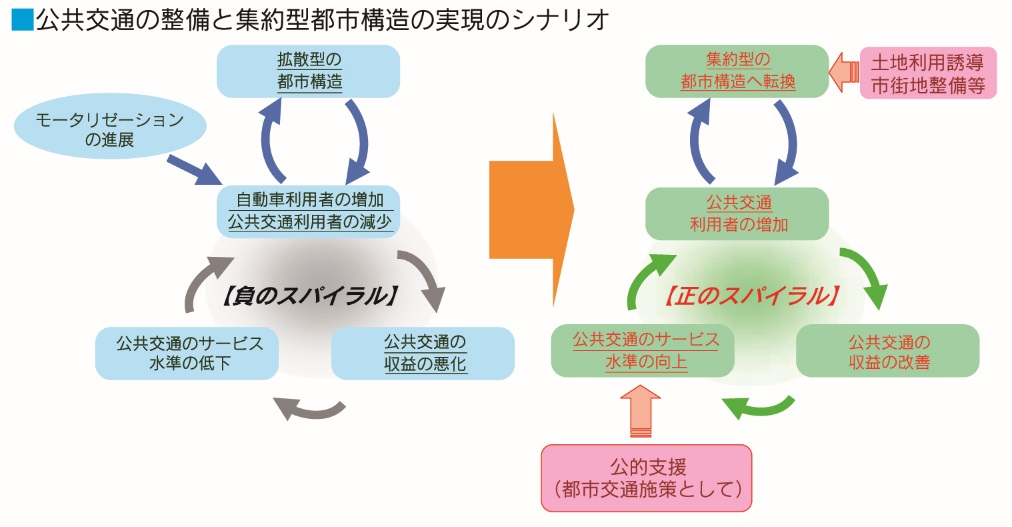 ■公共交通の整備と集約型都市構造の実現のシナリオ
拡散型の
都市構造
モータリゼーション
の進展
自動車利用者の増加
公共交通利用者の減少
【負のスパイラル】
公共交通のサービス
水準の低下
公共交通の
収益の悪化
集約型の
都市構造へ転換
土地利用誘導
市街地整備等
公共交通
利用者の増加
【正のスパイラル】
公共交通のサービス
水準の向上
公共交通の
収益の改善
公的支援
（都市交通施策として）